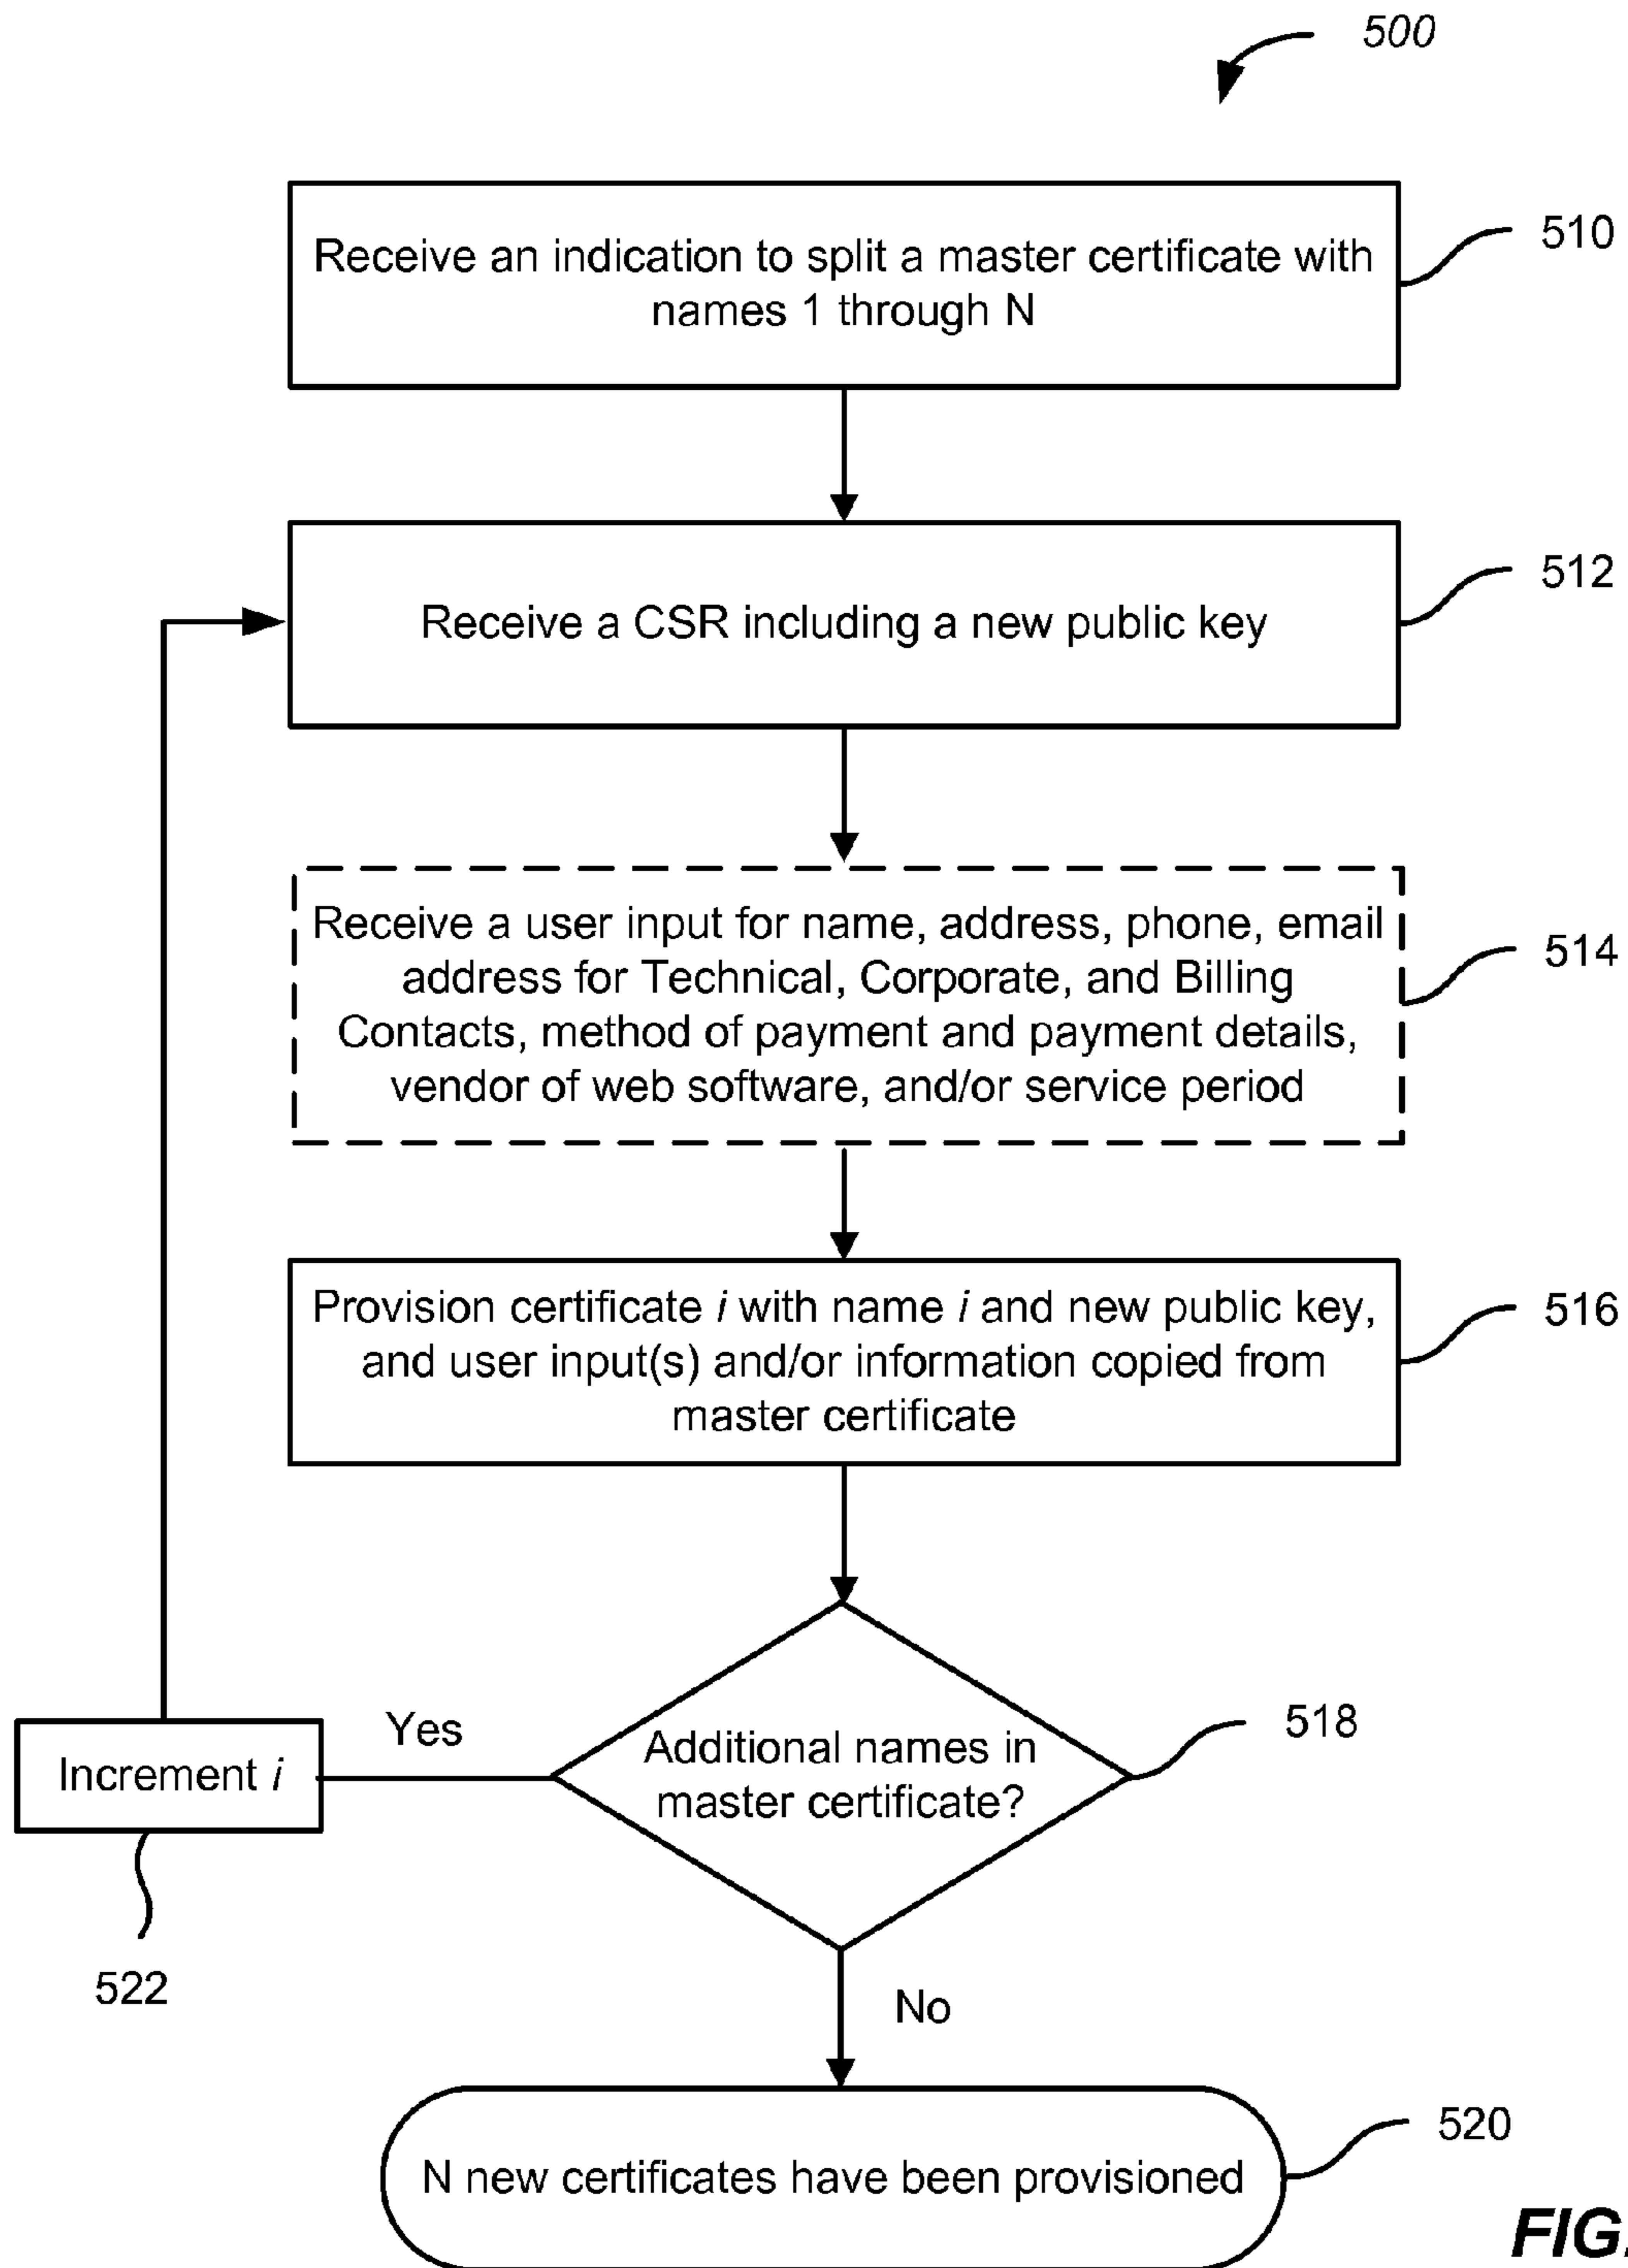 500
Receive an indication to split a master certificate with
names 1 through N
510
Receive a CSR including a new public key
512
Receive a user input for name, address, phone, email
address for Technical, Corporate, and Billing
Contacts, method of payment and payment details,
vendor of web software, and/or service period
514
Provision certificate i with name i and new public key,
and user input(s) and/or information copied from
master certificate
516
Additional names in
master certificate?
518
Yes
Increment i
522
No
N new certificates have been provisioned
520
FIG.